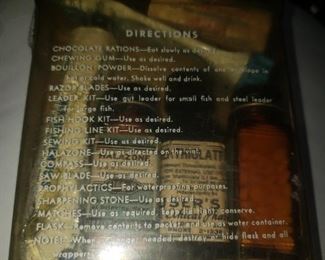 DIRECTIONS
CHOCOLATE RATIONS—Eat slowly as desired.
CHEWING GUM—Use as desired.
BOUILLON POWDER—Dissolve contents of one envelope in
hot or cold water. Shake well and drink.
RAZOR BLADES—Use as desired.
LEADER KIT—Use gut leader for small fish and steel leader
for large fish.
FISH HOOK KIT—Use as desired.
FISHING LINE KIT—Use as desired.
SEWING KIT—Use as desired.
HALAZONE—Use as directed on the vial.
COMPASS—Use as desired.
SAW BLADE—Use as desired.
PROPHYLACTICS—For waterproofing purposes.
SHARPENING STONE—Use as desired.
MATCHES—Use as required, keep out light, conserve.
FLASK—Remove contents to pocket, and use as water container.
NOTE! When no longer needed, destroy or hide flask and all
wrappers